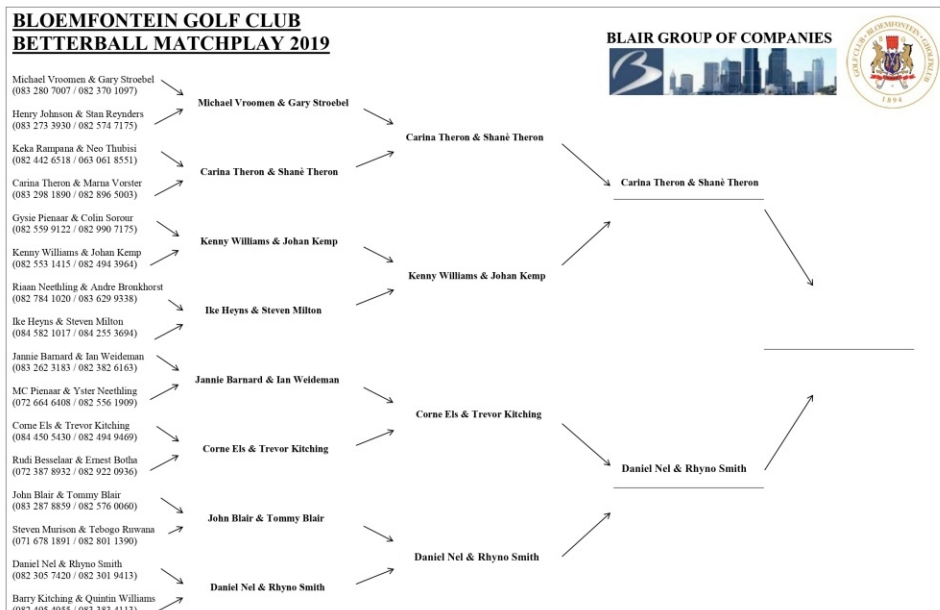 BLOEMFONTEIN GOLF CLUB
BETTERBALL MATCHPLAY 2019
BLAIR GROUP OF COMPANIES
GOLF CLUB • BLOEMFONTEIN • GHOLFKLUB
1894
Michael Vroomen & Gary Stroebel
(083 280 7007 / 082 370 1097)
Henry Johnson & Stan Reynders
(083 273 3930 / 082 574 7175)
Keka Rampana & Neo Thubisi
(082 442 6518 / 063 061 8551)
Carina Theron & Marna Vorster
(083 298 1890 / 082 896 5003)
Gysie Pienaar & Colin Sorour
(082 559 9122 / 082 990 7175)
Kenny Williams & Johan Kemp
(082 553 1415 / 082 494 3964)
Riaan Neethling & Andre Bronkhorst
(082 784 1020 / 083 629 9338)
Ike Heyns & Steven Milton
(084 582 1017 / 084 255 3694)
Jannie Barnard & Ian Weideman
(083 262 3183 / 082 382 6163)
MC Pienaar & Yster Neethling
(072 664 6408 / 082 556 1909)
Corne Els & Trevor Kitching
(084 450 5430 / 082 494 9469)
Rudi Besselaar & Ernest Botha
(072 387 8932 / 082 922 0936)
John Blair & Tommy Blair
(083 287 8859 / 082 576 0060)
Steven Murison & Tebogo Ruwana
(071 678 1891 / 082 801 1390)
Daniel Nel & Rhyno Smith
(082 305 7420 / 082 301 9413)
Barry Kitching & Quintin Williams
(082 495 4955 / 083 383 4113)
Michael Vroomen & Gary Stroebel
Carina Theron & Shanè Theron
Kenny Williams & Johan Kemp
Ike Heyns & Steven Milton
Jannie Barnard & Ian Weideman
Corne Els & Trevor Kitching
John Blair & Tommy Blair
Daniel Nel & Rhyno Smith
Carina Theron & Shanè Theron
Kenny Williams & Johan Kemp
Corne Els & Trevor Kitching
Daniel Nel & Rhyno Smith
Carina Theron & Shanè Theron
Daniel Nel & Rhyno Smith